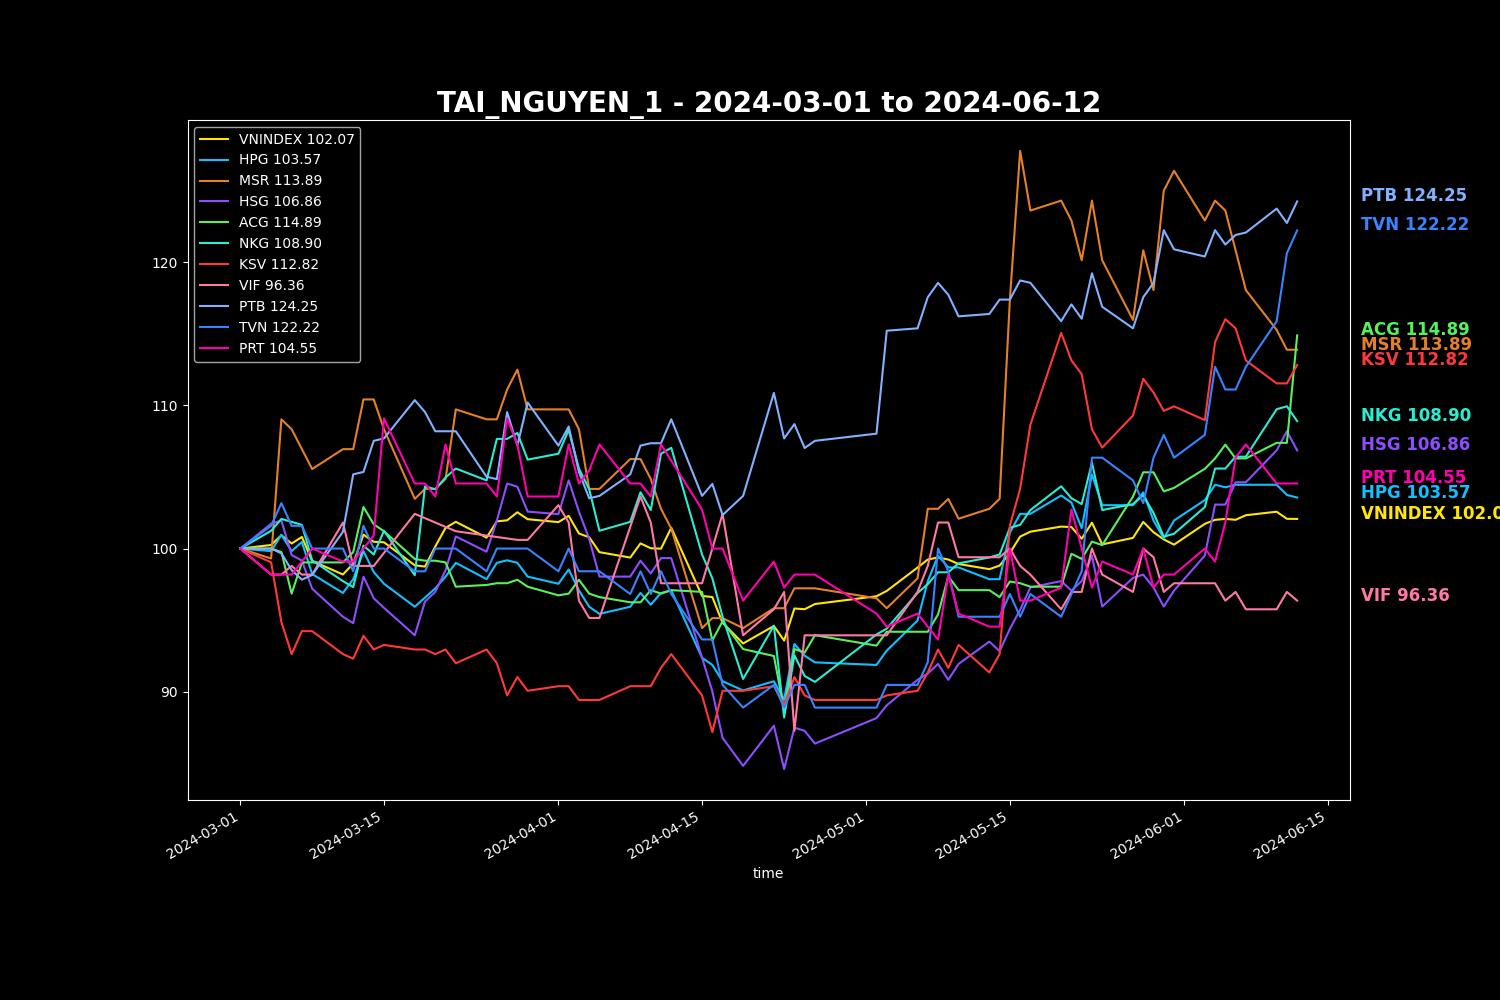 TAI_NGUYEN_1 - 2024-03-01 to 2024-06-12
VNINDEX 102.07
HPG 103.57
MSR 113.89
HSG 106.86
ACG 114.89
NKG 108.90
KSV 112.82
VIF 96.36
PTB 124.25
TVN 122.22
PRT 104.55
120
110
100
90
PTB 124.25
TVN 122.22
ACG 114.89
MSR 113.89
KSV 112.82
NKG 108.90
HSG 106.86
PRT 104.55
HPG 103.57
VNINDEX 102.0
VIF 96.36
2024-03-01
2024-03-15
2024-04-01
2024-04-15
2024-05-01
2024-05-15
2024-06-01
2024-06-15
time